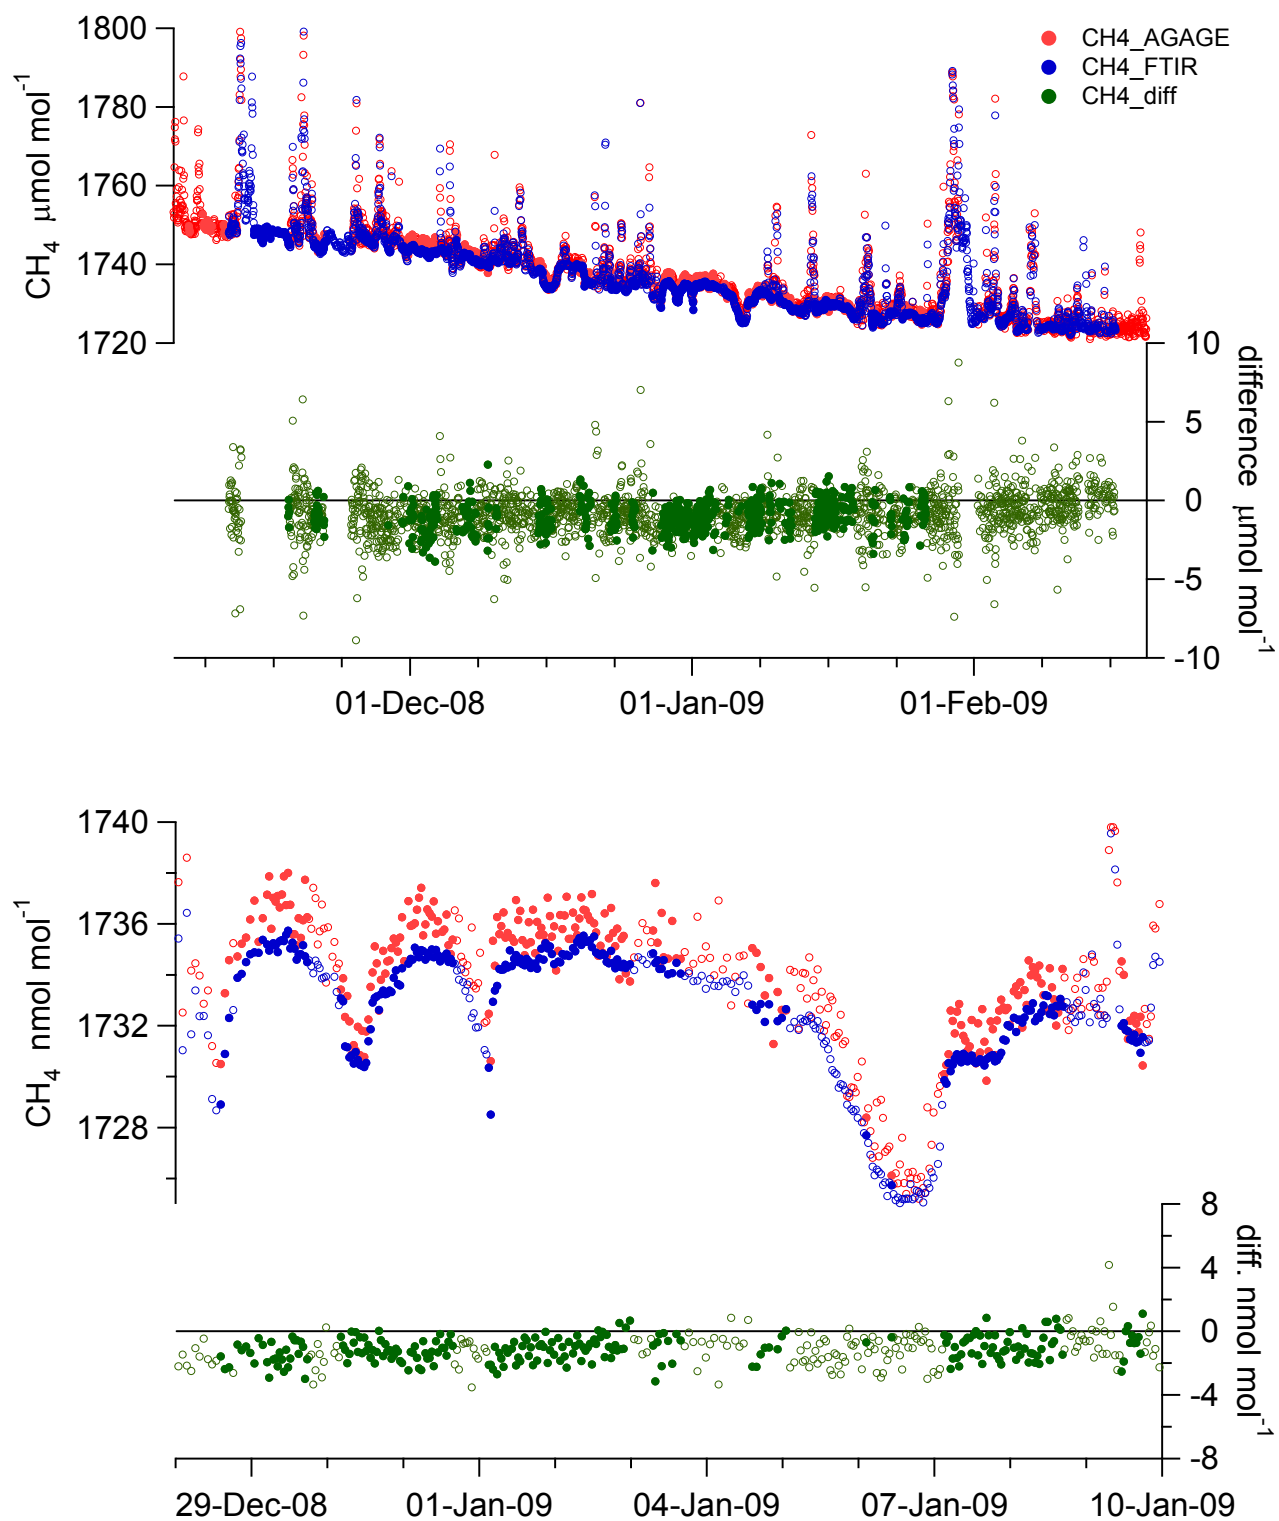 1800
1780
1760
1740
1720
CH4 µmol mol-1
CH4_AGAGE
CH4_FTIR
CH4_diff
10
5
0
-5
-10
difference µmol mol-1
01-Dec-08 01-Jan-09 01-Feb-09
1740
1736
1732
1728
CH4 nmol mol-1
8
4
0
-4
-8
diff. nmol mol-1
29-Dec-08 01-Jan-09 04-Jan-09 07-Jan-09 10-Jan-09